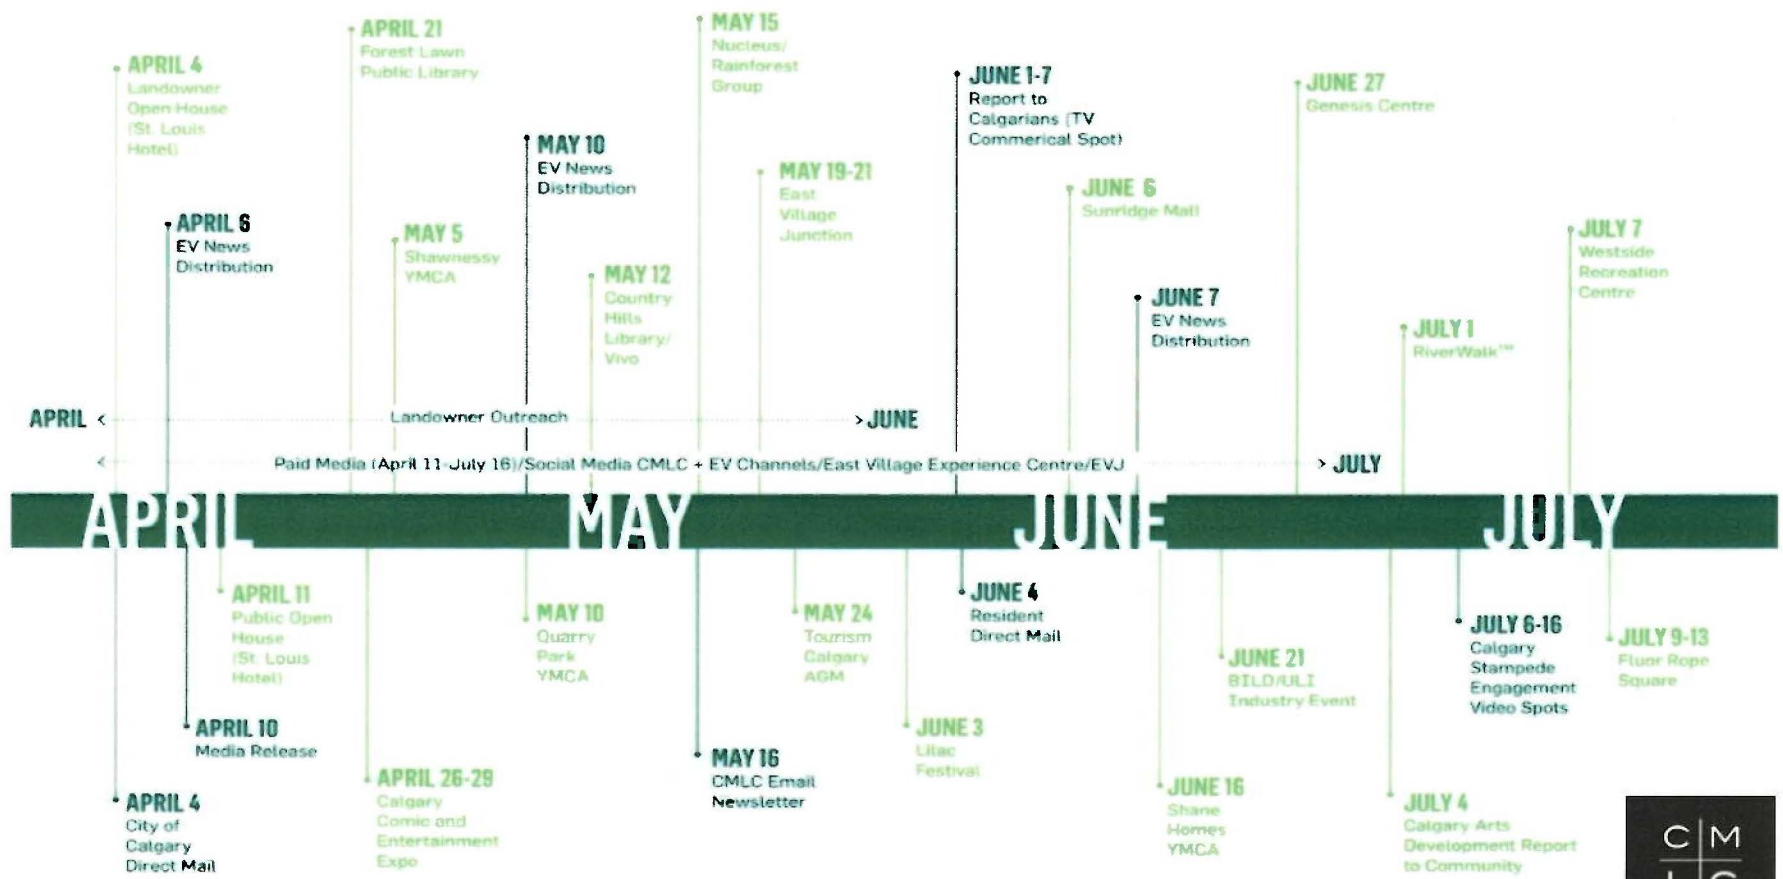 APRIL 4
Landowner
Open House
(St. Louis
Hotel)
APRIL 21
Forest Lawn
Public Library
MAY 15
Nucleus/
Rainforest
Group
JUNE 1-7
Report to
Calgarians (TV
Commerical Spot)
JUNE 27
Genesis Centre
MAY 10
EV News
Distribution
MAY 19-21
East
Village
Junction
JUNE 6
Sunridge Mall
APRIL 6
EV News
Distribution
MAY 5
Shawnessy
YMCA
MAY 12
Country
Hills
Library/
Vivo
JUNE 7
EV News
Distribution
JULY 1
RiverWalk™
JULY 7
Westside
Recreation
Centre
APRIL < Landowner Outreach > JUNE
< Paid Media (April 11-July 16)/Social Media CMLC + EV Channels/East Village Experience Centre/EVJ > JULY
APRIL MAY JUNE JULY
APRIL 11
Public Open
House
(St. Louis
Hotel)
MAY 10
Quarry
Park
YMCA
MAY 24
Tourism
Calgary
AGM
JUNE 4
Resident
Direct Mail
JUNE 21
BILD/ULI
Industry Event
JULY 6-16
Calgary
Stampede
Engagement
Video Spots
JULY 9-13
Fluor Rope
Square
APRIL 10
Media Release
JUNE 3
Lilac
Festival
MAY 16
CMLC Email
Newsletter
APRIL 26-29
Calgary
Comic and
Entertainment
Expo
JUNE 16
Shane
Homes
YMCA
APRIL 4
City of
Calgary
Direct Mail
JULY 4
Calgary Arts
Development Report
to Community
C M
L C